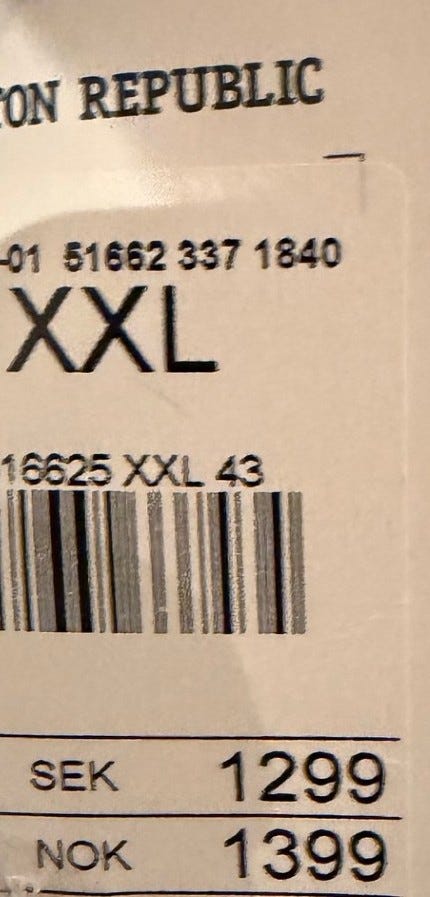 ON REPUBLIC
-01 51662 337 1840
XXL
16625 XXL 43
SEK 1299
NOK 1399